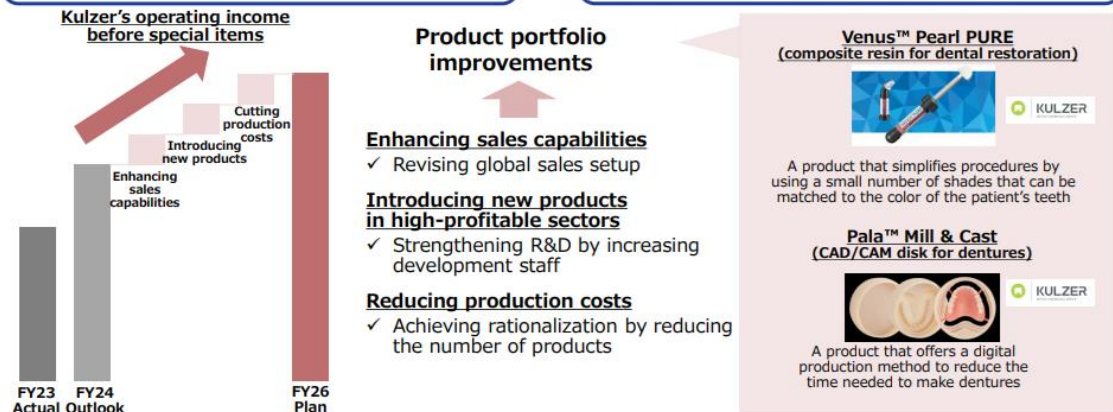 Kulzer's operating income
before special items
Cutting
production
costs
Introducing
new products
Enhancing
sales
capabilities
FY23
Actual
FY24
Outlook
FY26
Plan
Product portfolio
improvements
Enhancing sales capabilities
✓ Revising global sales setup
Introducing new products
in high-profitable sectors
✓ Strengthening R&D by increasing
development staff
Reducing production costs
✓ Achieving rationalization by reducing
the number of products
Venus™ Pearl PURE
(composite resin for dental restoration)
KULZER
A product that simplifies procedures by
using a small number of shades that can be
matched to the color of the patient's teeth
Pala™ Mill & Cast
(CAD/CAM disk for dentures)
KULZER
A product that offers a digital
production method to reduce the
time needed to make dentures